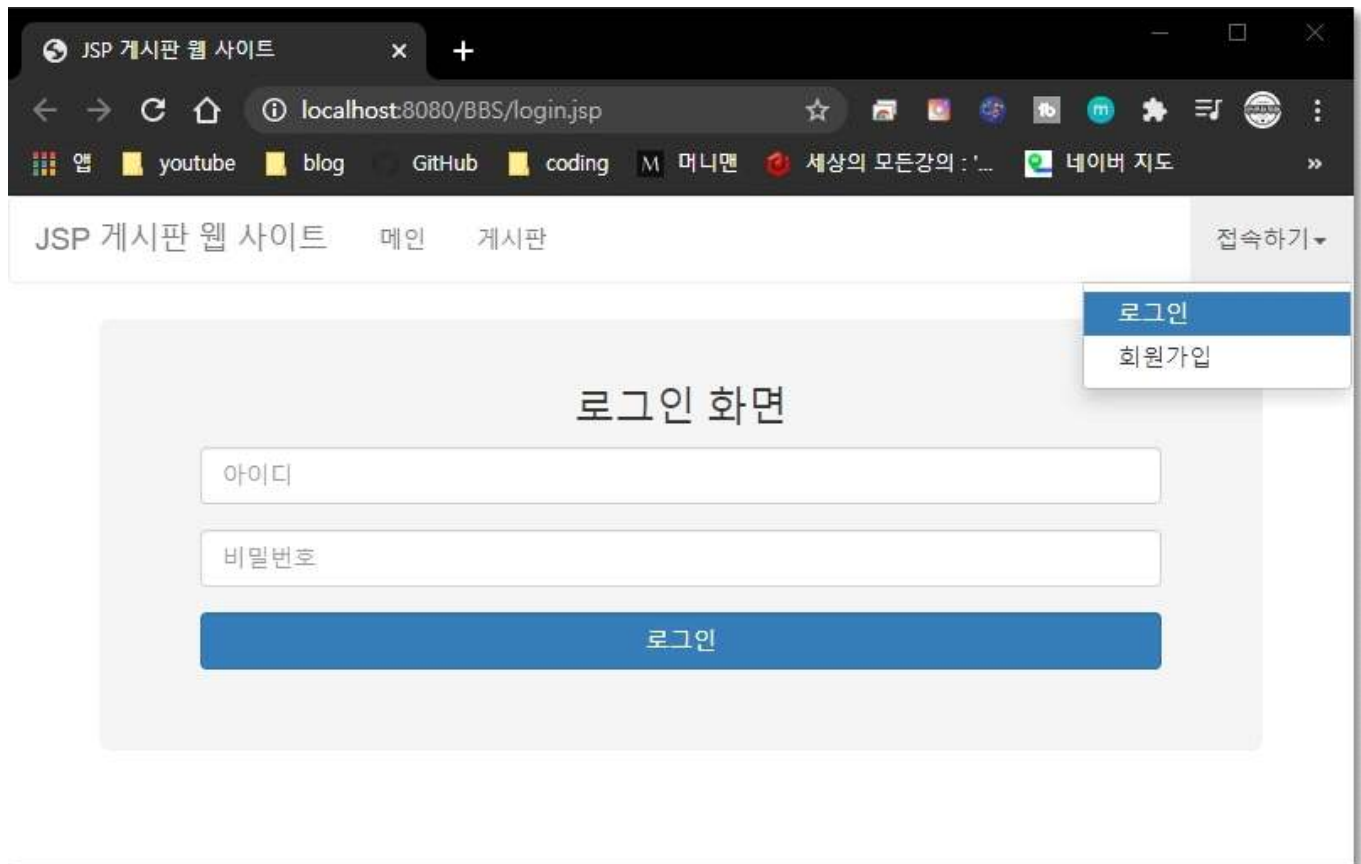 JSP 게시판 웹 사이트
localhost:8080/BBS/login.jsp
앱 youtube blog GitHub coding M 머니맨 세상의 모든강의 : '... 네이버 지도 »
JSP 게시판 웹 사이트 메인 게시판 접속하기
로그인
회원가입
로그인 화면
아이디
비밀번호
로그인